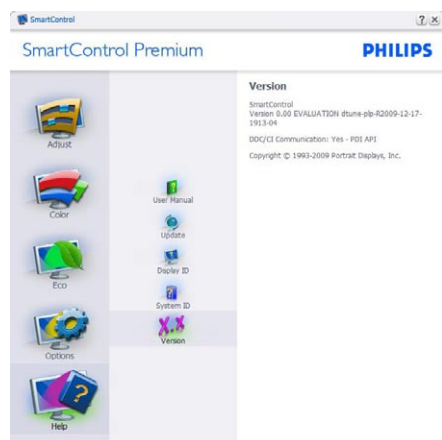 SmartControl
SmartControl Premium
PHILIPS
Adjust
Color
Eco
Options
Help
User Manual
Update
Display ID
System ID
X.X
Version
Version
SmartControl
Version 0.00 EVALUATION dtune-plp-R2009-12-17-
1913-04
DDC/CI Communication: Yes - PDI API
Copyright © 1993-2009 Portrait Displays, Inc.